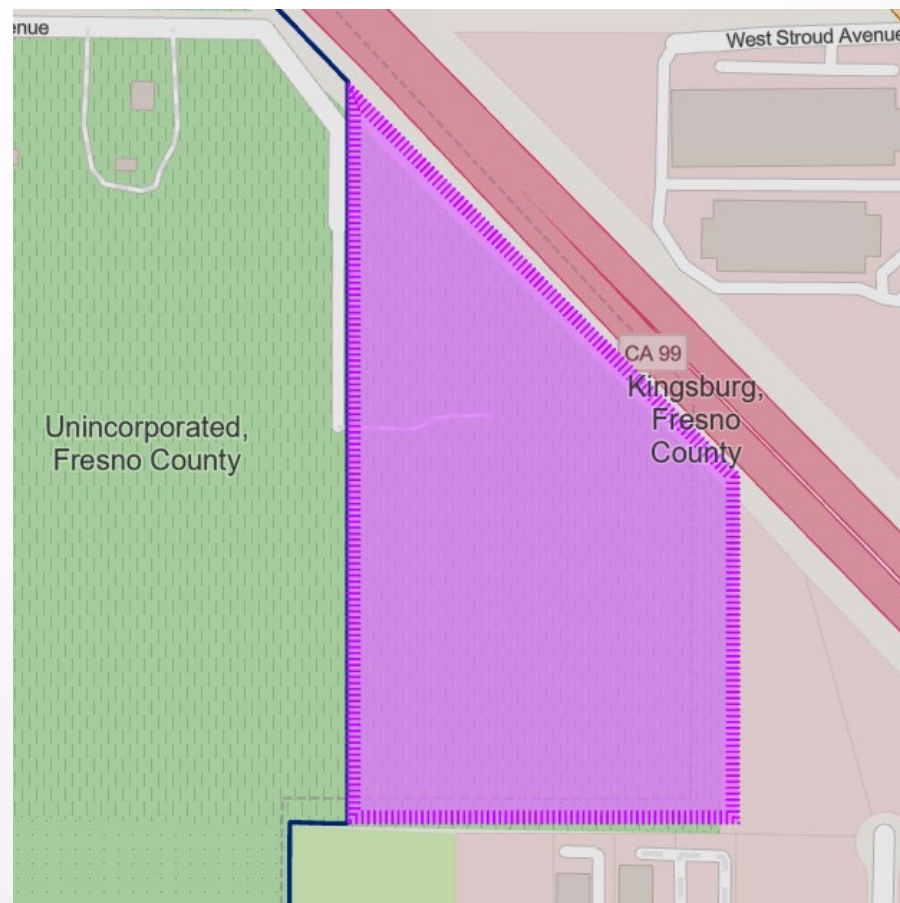 enue
West Stroud Avenue
CA 99
Kingsburg,
Fresno
County
Unincorporated,
Fresno County